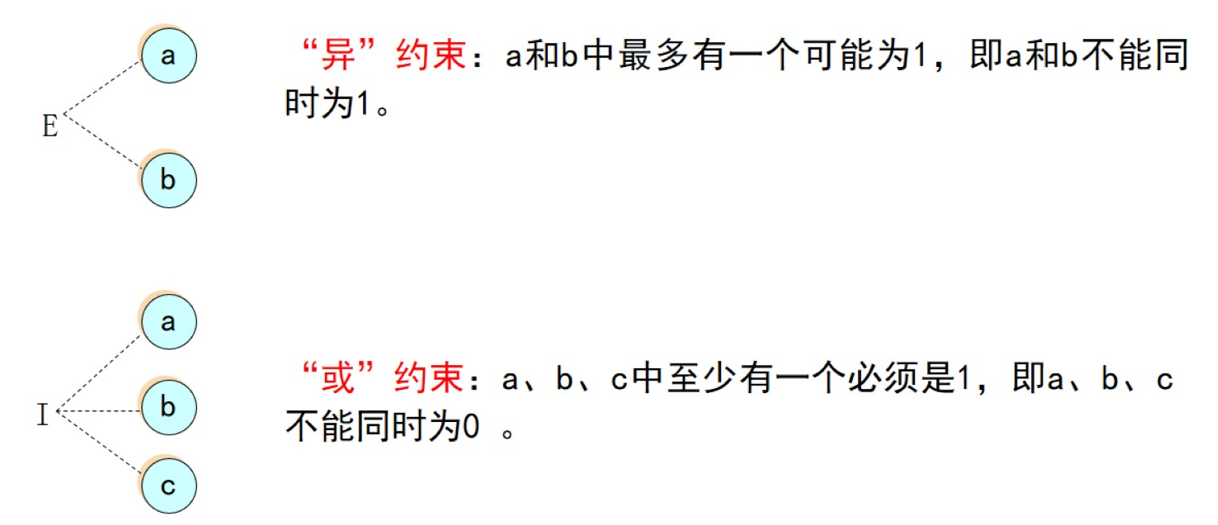 a
“异”约束：a和b中最多有一个可能为1，即a和b不能同
时为1。
E
b
a
“或”约束：a、b、c中至少有一个必须是1，即a、b、c
不能同时为0 。
I
b
c